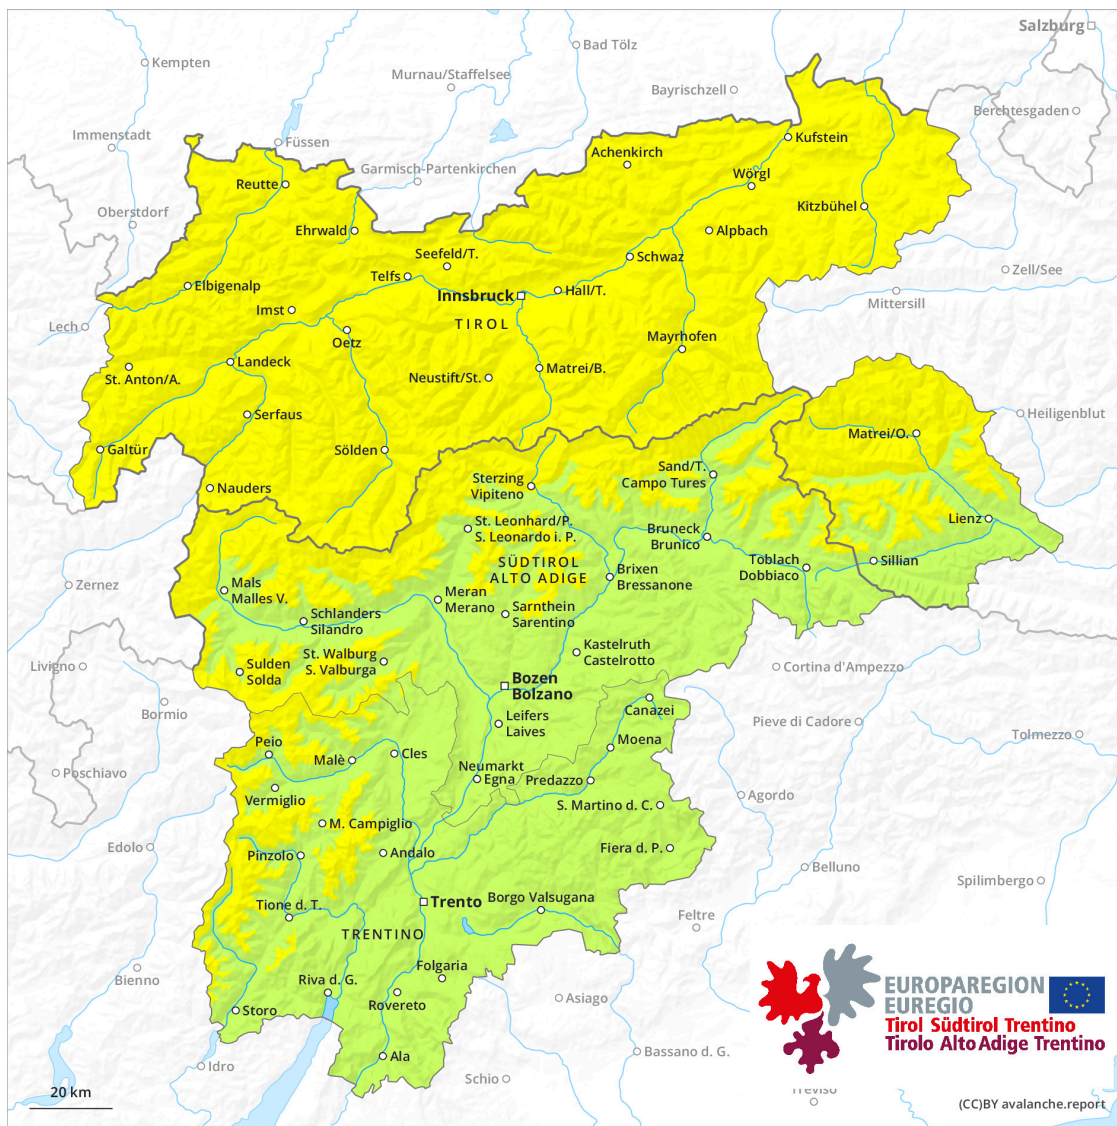 Salzburg
Bad Tölz
Kempten
Murnau/Staffelsee
Bayrischzell
Berchtesgaden
Immenstadt
Füssen
Kufstein
Achenkirch
Garmisch-Partenkirchen
Wörgl
Reutte
Kitzbühel
Oberstdorf
Ehrwald
Alpbach
Seefeld/T.
Schwaz
Telfs
Zell/See
Elbigenalp
Hall/T.
Innsbruck
Mittersill
Imst
TIROL
Lech
Oetz
Mayrhofen
Landeck
Matrei/B.
St. Anton/A.
Neustift/St.
Serfaus
Heiligenblut
Matrei/O.
Galtür
Sölden
Sand/T.
Campo Tures
Sterzing
Vipiteno
Nauders
Lienz
St. Leonhard/P.
S. Leonardo i. P.
Bruneck
Brunico
SÜDTIROL
ALTO ADIGE
Toblach
Dobbiaco
Sillian
Brixen
Bressanone
Zernez
Mals
Malles V.
Meran
Merano
Schlanders
Silandro
Sarnthein
Sarentino
Kastelruth
Castelrotto
St. Walburg
S. Valburga
Livigno
Sulden
Solda
Cortina d'Ampezzo
Bozen
Bolzano
Canazei
Bormio
Leifers
Laives
Pieve di Cadore
Tolmezzo
Moena
Peio
Cles
Malè
Poschiavo
Neumarkt
Egna
Predazzo
Vermiglio
Agordo
S. Martino d. C.
M. Campiglio
Edolo
Pinzolo
Andalo
Fiera d. P.
Belluno
Spilimbergo
Trento
Borgo Valsugana
Tione d. T.
Feltre
TRENTINO
Folgaria
Bienno
Riva d. G.
Rovereto
Asiago
Storo
EUROPAREGION
EUREGIO
Tirol Südtirol Trentino
Tirolo Alto Adige Trentino
Ala
Bassano d. G.
Idro
Schio
Treviso
20 km
(CC)BY avalanche.report